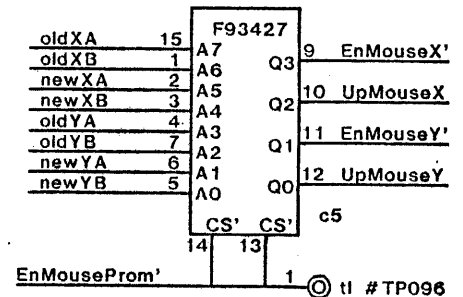 F93427
oldXA 15 A7
oldXB 1 A6
newXA 2 A5
newXB 3 A4
oldYA 4 A3
oldYB 7 A2
newYA 6 A1
newYB 5 A0
Q3 9 EnMouseX'
Q2 10 UpMouseX
Q1 11 EnMouseY'
Q0 12 UpMouseY
CS' CS'
c5
14 13
EnMouseProm' 1 tl #TP096